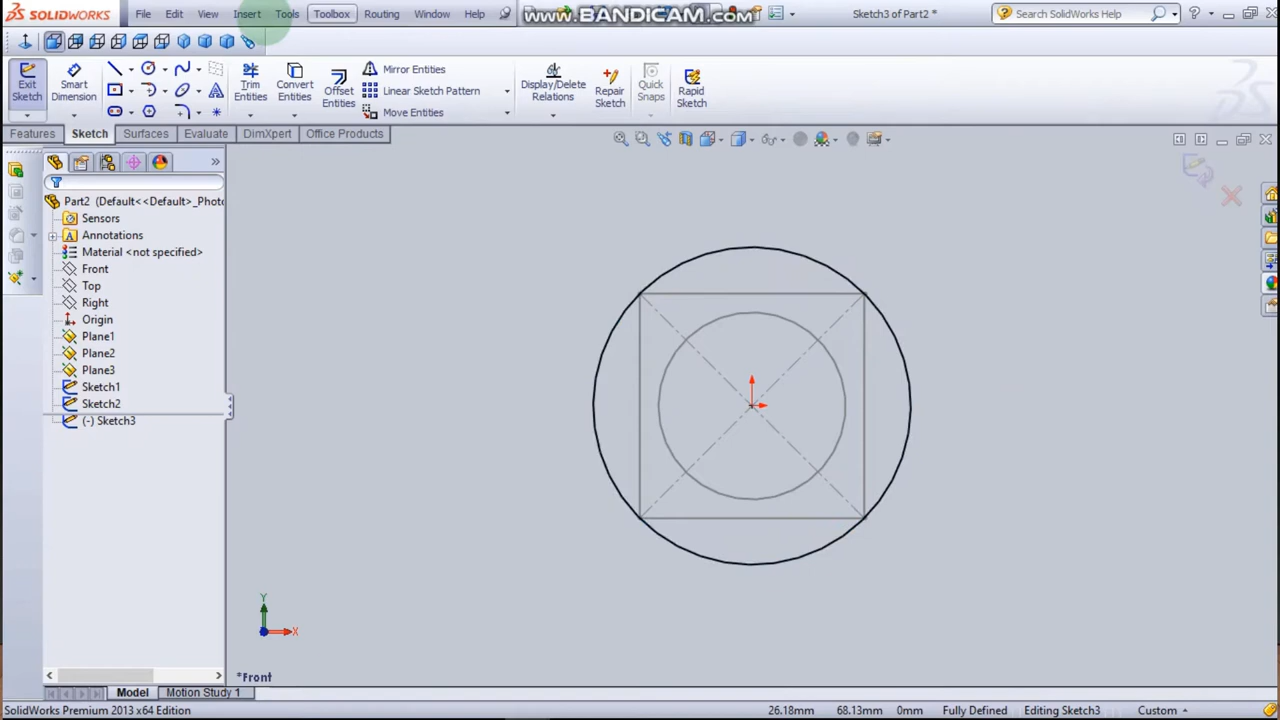 SOLIDWORKS File Edit View Insert Tools Toolbox Routing Window Help WWW.BANDICAM.COM Sketch3 of Part2 * Search SolidWorks Help
Exit Sketch
Smart Dimension
Trim Entities
Convert Entities
Offset Entities
Mirror Entities
Linear Sketch Pattern
Move Entities
Display/Delete Relations
Repair Sketch
Quick Snaps
Rapid Sketch
Features Sketch Surfaces Evaluate DimXpert Office Products
Part2 (Default<<Default>_Phot
Sensors
Annotations
Material <not specified>
Front
Top
Right
Origin
Plane1
Plane2
Plane3
Sketch1
Sketch2
(-) Sketch3
Y
X
*Front
Model Motion Study 1
SolidWorks Premium 2013 x64 Edition 26.18mm 68.13mm 0mm Fully Defined Editing Sketch3 Custom